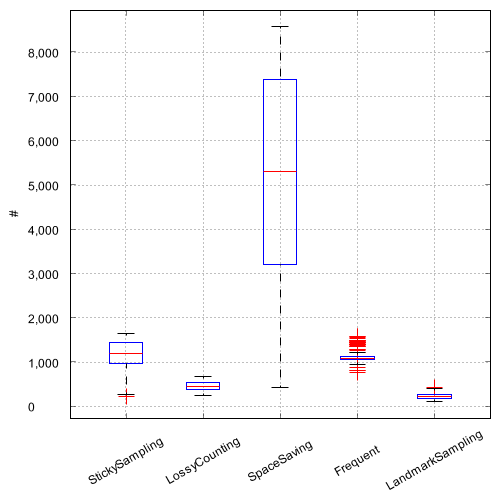 8,000
7,000
6,000
5,000
4,000
3,000
2,000
1,000
0
#
StickySampling
LossyCounting
SpaceSaving
Frequent
LandmarkSampling